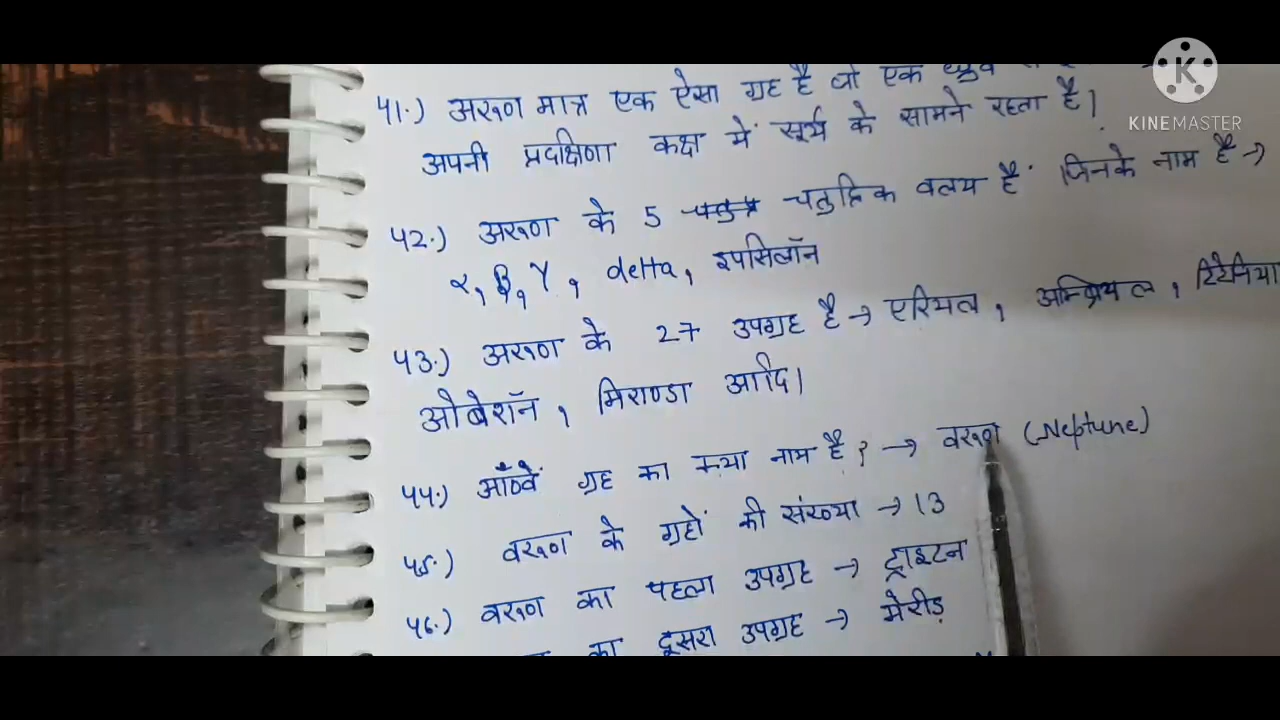 41.) अरुण मात्र एक ऐसा ग्रह है जो एक ध्रुव से
अपनी प्रदक्षिणा कक्ष में सूर्य के सामने रहता है।
42.) अरुण के 5 चतुर्दिक वलय हैं जिनके नाम है →
α, β, γ, delta, इपसिलॉन
43.) अरुण के 27 उपग्रह है → एरियल, अम्ब्रियल, टिटेनिया
ओबेरॉन, मिराण्डा आदि।
44.) आँठवें ग्रह का क्या नाम है? → वरुण (Neptune)
45.) वरुण के ग्रहों की संख्या → 13
46.) वरुण का पहला उपग्रह → ट्राइटन
का दूसरा उपग्रह → मेरीड
K
KINEMASTER